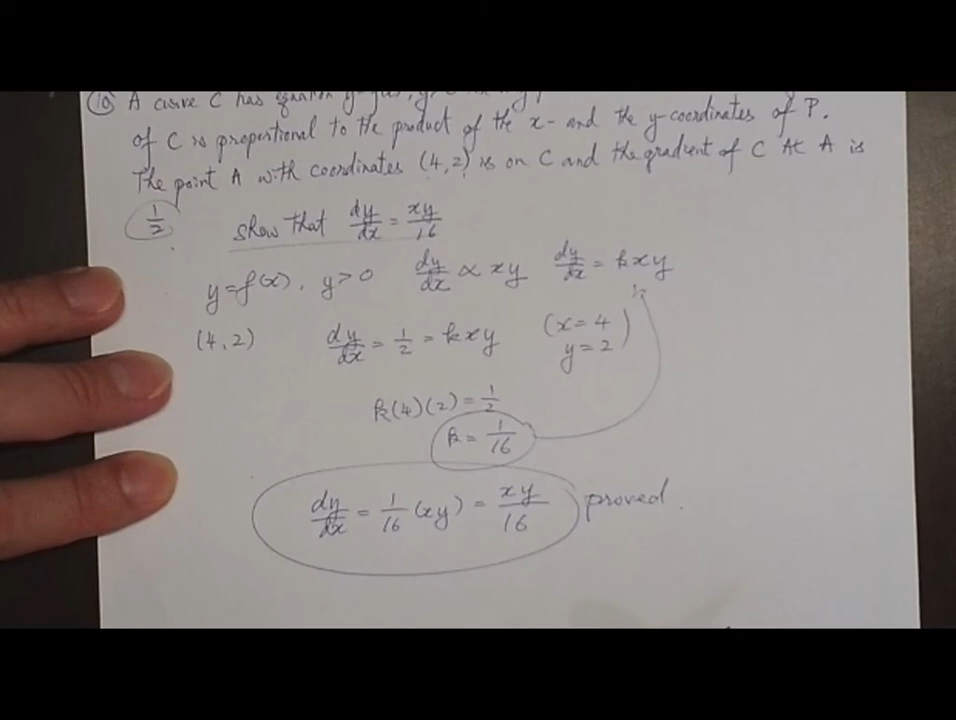 10 A curve C has equation y=f(x), y>0
of C is proportional to the product of the x- and the y-coordinates of P.
The point A with coordinates (4,2) is on C and the gradient of C At A is
1/2 show that dy/dx = xy/16
y=f(x), y>0 dy/dx ∝ xy dy/dx = kxy
(4,2) dy/dx = 1/2 = kxy (x=4 y=2)
k(4)(2) = 1/2
k = 1/16
dy/dx = 1/16 (xy) = xy/16 proved.